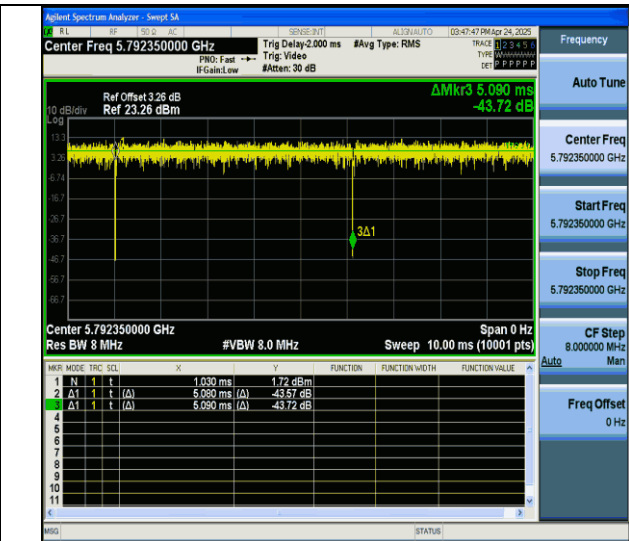 Agilent Spectrum Analyzer - Swept SA
RL RF 50 Ω AC SENSE:INT ALIGNAUTO 03:47:47 PM Apr 24, 2025
Center Freq 5.792350000 GHz
PNO: Fast
IFGain:Low
Trig Delay-2.000 ms
Trig: Video
#Atten: 30 dB
#Avg Type: RMS
TRACE 1 2 3 4 5 6
TYPE
DET P P P P P P
ΔMkr3 5.090 ms
-43.72 dB
Ref Offset 3.26 dB
Ref 23.26 dBm
10 dB/div
Log
13.3
3.26
-6.74
-16.7
-26.7
-36.7
-46.7
-56.7
-66.7
3Δ1
Center 5.792350000 GHz Span 0 Hz
Res BW 8 MHz #VBW 8.0 MHz Sweep 10.00 ms (10001 pts)
MKR MODE TRC SCL X Y FUNCTION FUNCTION WIDTH FUNCTION VALUE
1 N 1 t 1.030 ms 1.72 dBm
2 Δ1 1 t (Δ) 5.080 ms (Δ) -43.57 dB
3 Δ1 1 t (Δ) 5.090 ms (Δ) -43.72 dB
4
5
6
7
8
9
10
11
MSG STATUS
Frequency
Auto Tune
Center Freq
5.792350000 GHz
Start Freq
5.792350000 GHz
Stop Freq
5.792350000 GHz
CF Step
8.000000 MHz
Auto Man
Freq Offset
0 Hz